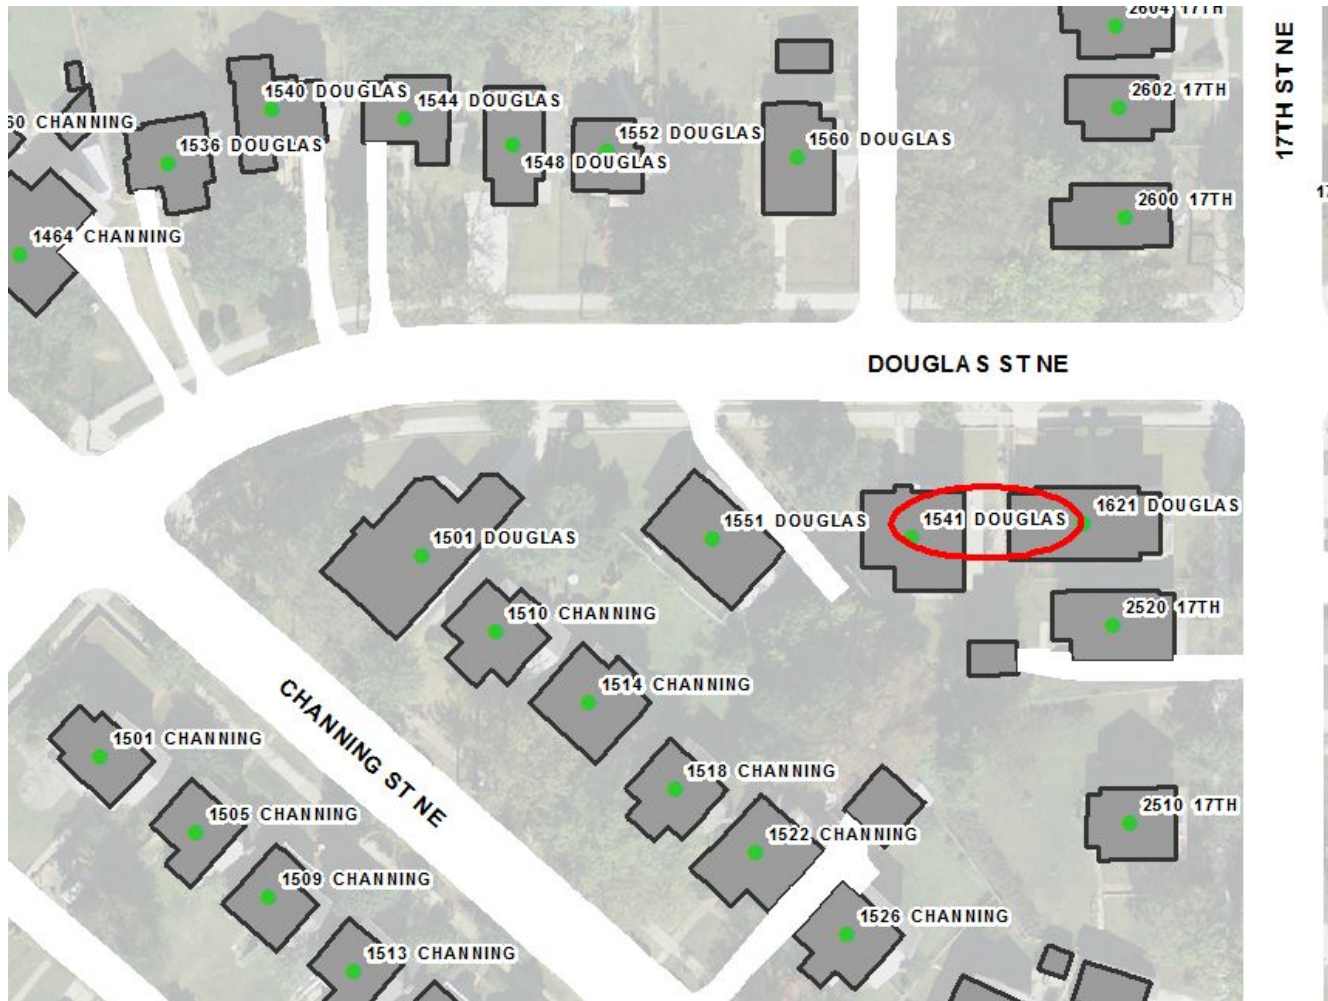 2604 17TH
17TH ST NE
1540 DOUGLAS
1544 DOUGLAS
2602 17TH
60 CHANNING
1536 DOUGLAS
1552 DOUGLAS
1548 DOUGLAS
1560 DOUGLAS
2600 17TH
17
1464 CHANNING
DOUGLAS ST NE
1621 DOUGLAS
1551 DOUGLAS
1541 DOUGLAS
1501 DOUGLAS
1510 CHANNING
2520 17TH
1514 CHANNING
CHANNING ST NE
1501 CHANNING
1518 CHANNING
2510 17TH
1505 CHANNING
1522 CHANNING
1509 CHANNING
1526 CHANNING
1513 CHANNING